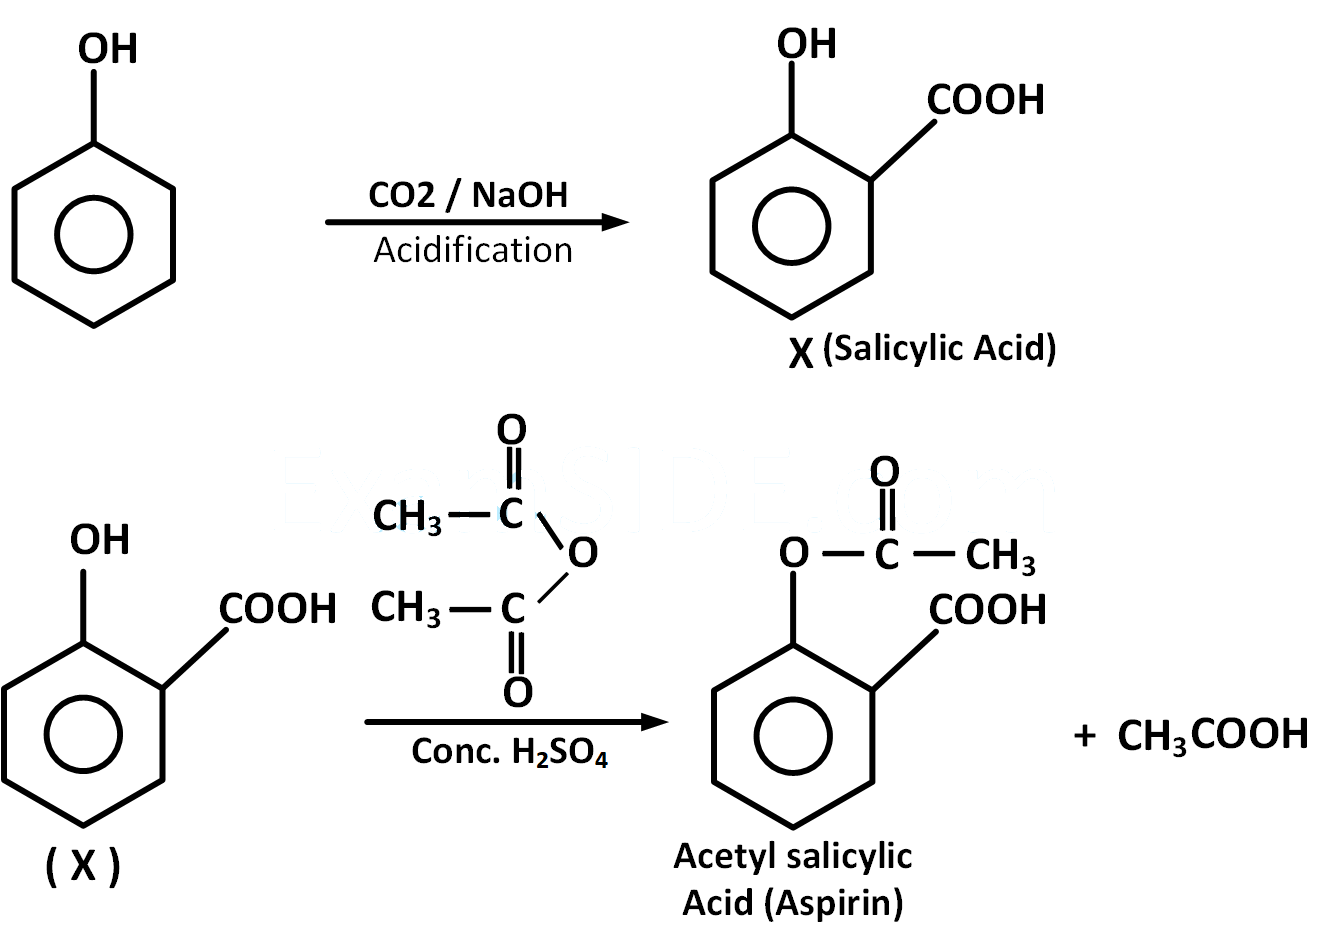 OH
OH
COOH
CO2 / NaOH
Acidification
X (Salicylic Acid)
O
CH₃—C
O
CH₃—C
O
OH
COOH
Conc. H₂SO₄
O
O — C — CH₃
COOH
+ CH₃COOH
( X )
Acetyl salicylic
Acid (Aspirin)